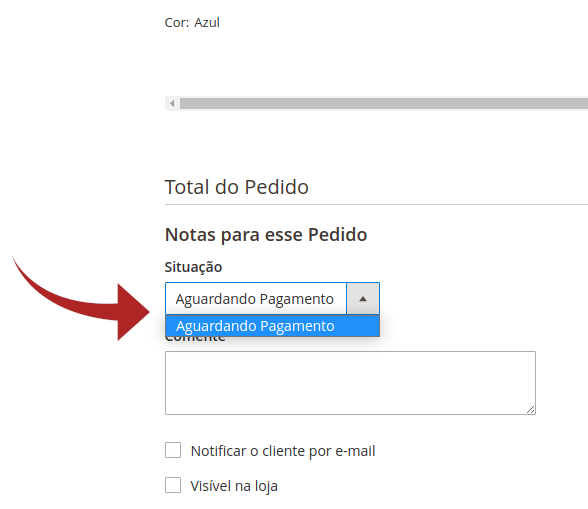 Cor: Azul
Total do Pedido
Notas para esse Pedido
Situação
Aguardando Pagamento
Aguardando Pagamento
Comente
Notificar o cliente por e-mail
Visível na loja